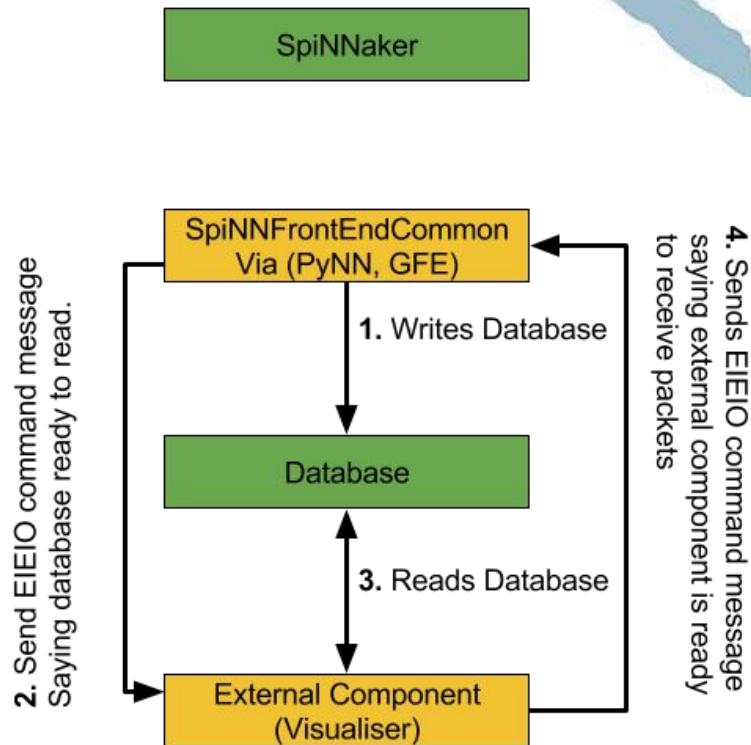 SpiNNaker
SpiNNFrontEndCommon
Via (PyNN, GFE)
1. Writes Database
2. Send EIEIO command message
Saying database ready to read.
Database
3. Reads Database
4. Sends EIEIO command message
saying external component is ready
to receive packets
External Component
(Visualiser)